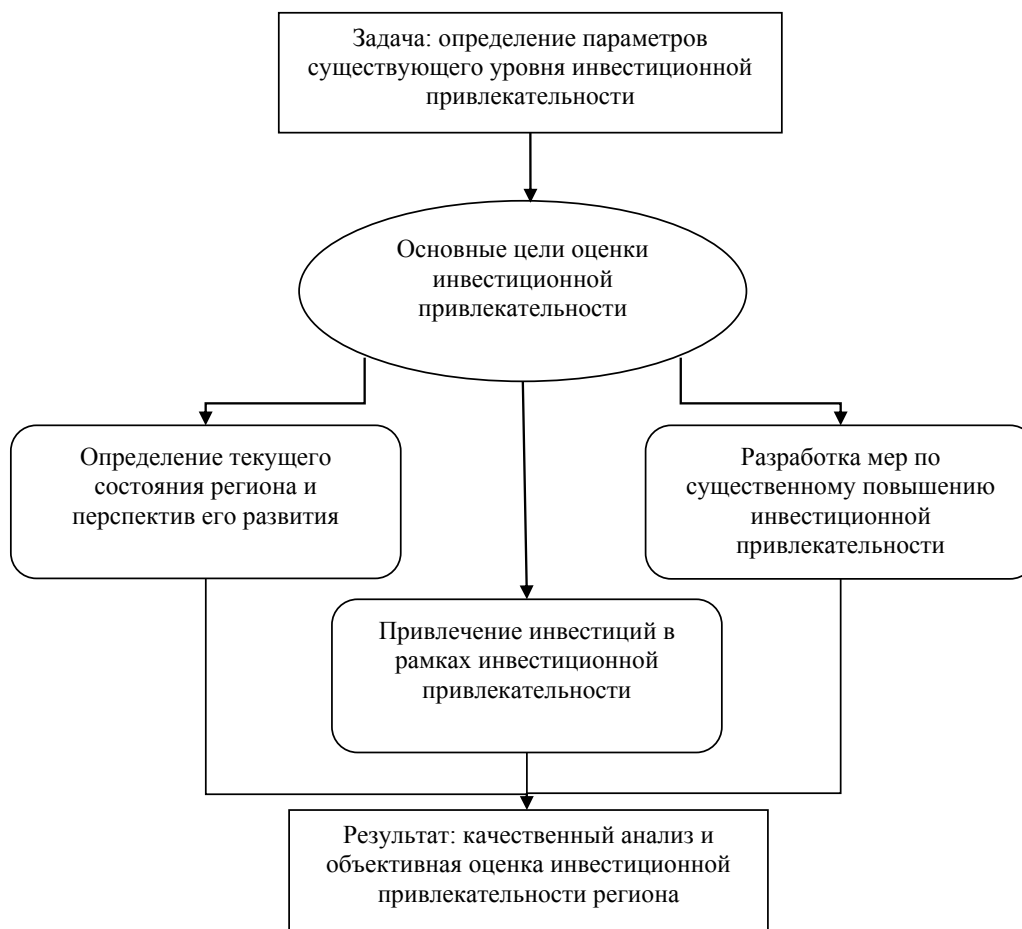 Задача: определение параметров
существующего уровня инвестиционной
привлекательности
Основные цели оценки
инвестиционной
привлекательности
Определение текущего
состояния региона и
перспектив его развития
Разработка мер по
существенному повышению
инвестиционной
привлекательности
Привлечение инвестиций в
рамках инвестиционной
привлекательности
Результат: качественный анализ и
объективная оценка инвестиционной
привлекательности региона